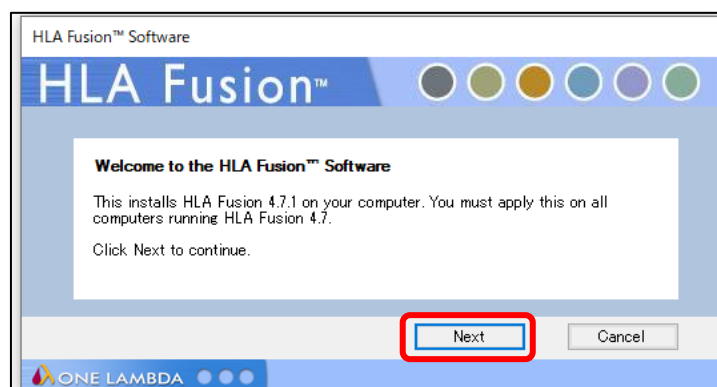 HLA Fusion™ Software
HLA Fusion™
Welcome to the HLA Fusion™ Software
This installs HLA Fusion 4.7.1 on your computer. You must apply this on all
computers running HLA Fusion 4.7.
Click Next to continue.
Next
Cancel
ONE LAMBDA